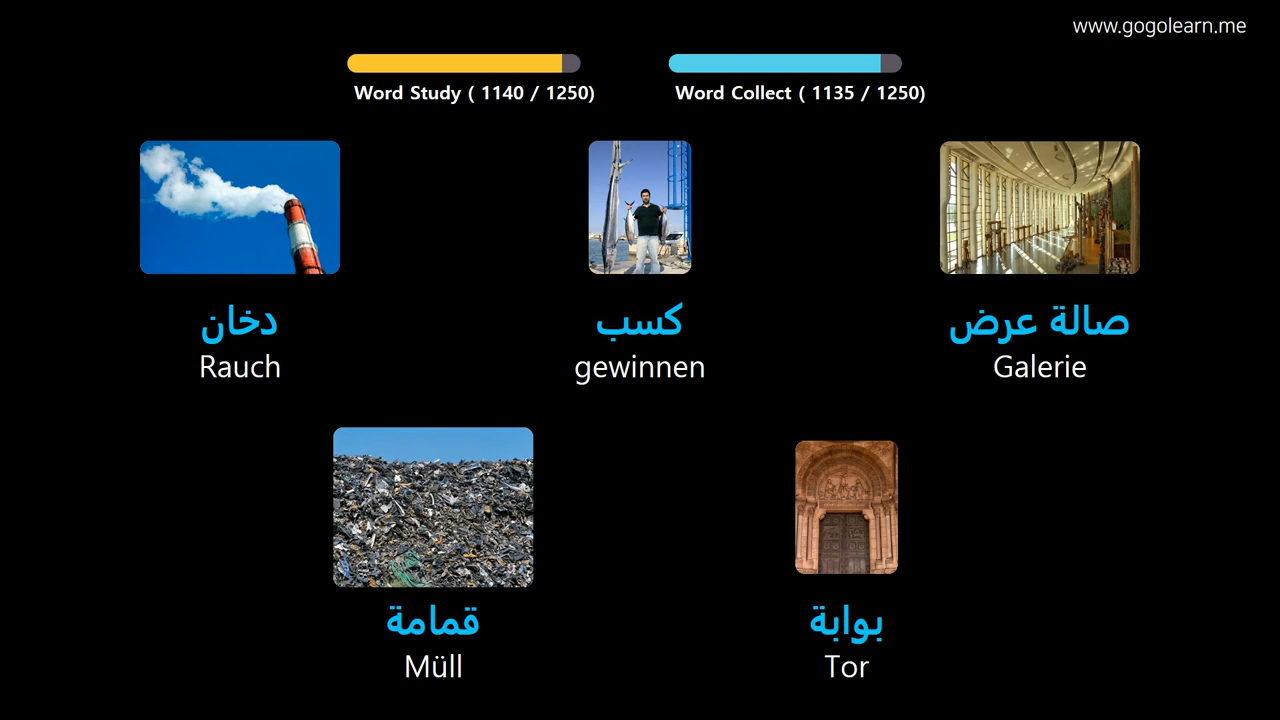 www.gogolearn.me
Word Study ( 1140 / 1250)
Word Collect ( 1135 / 1250)
دخان
Rauch
كسب
gewinnen
صالة عرض
Galerie
قمامة
Müll
بوابة
Tor